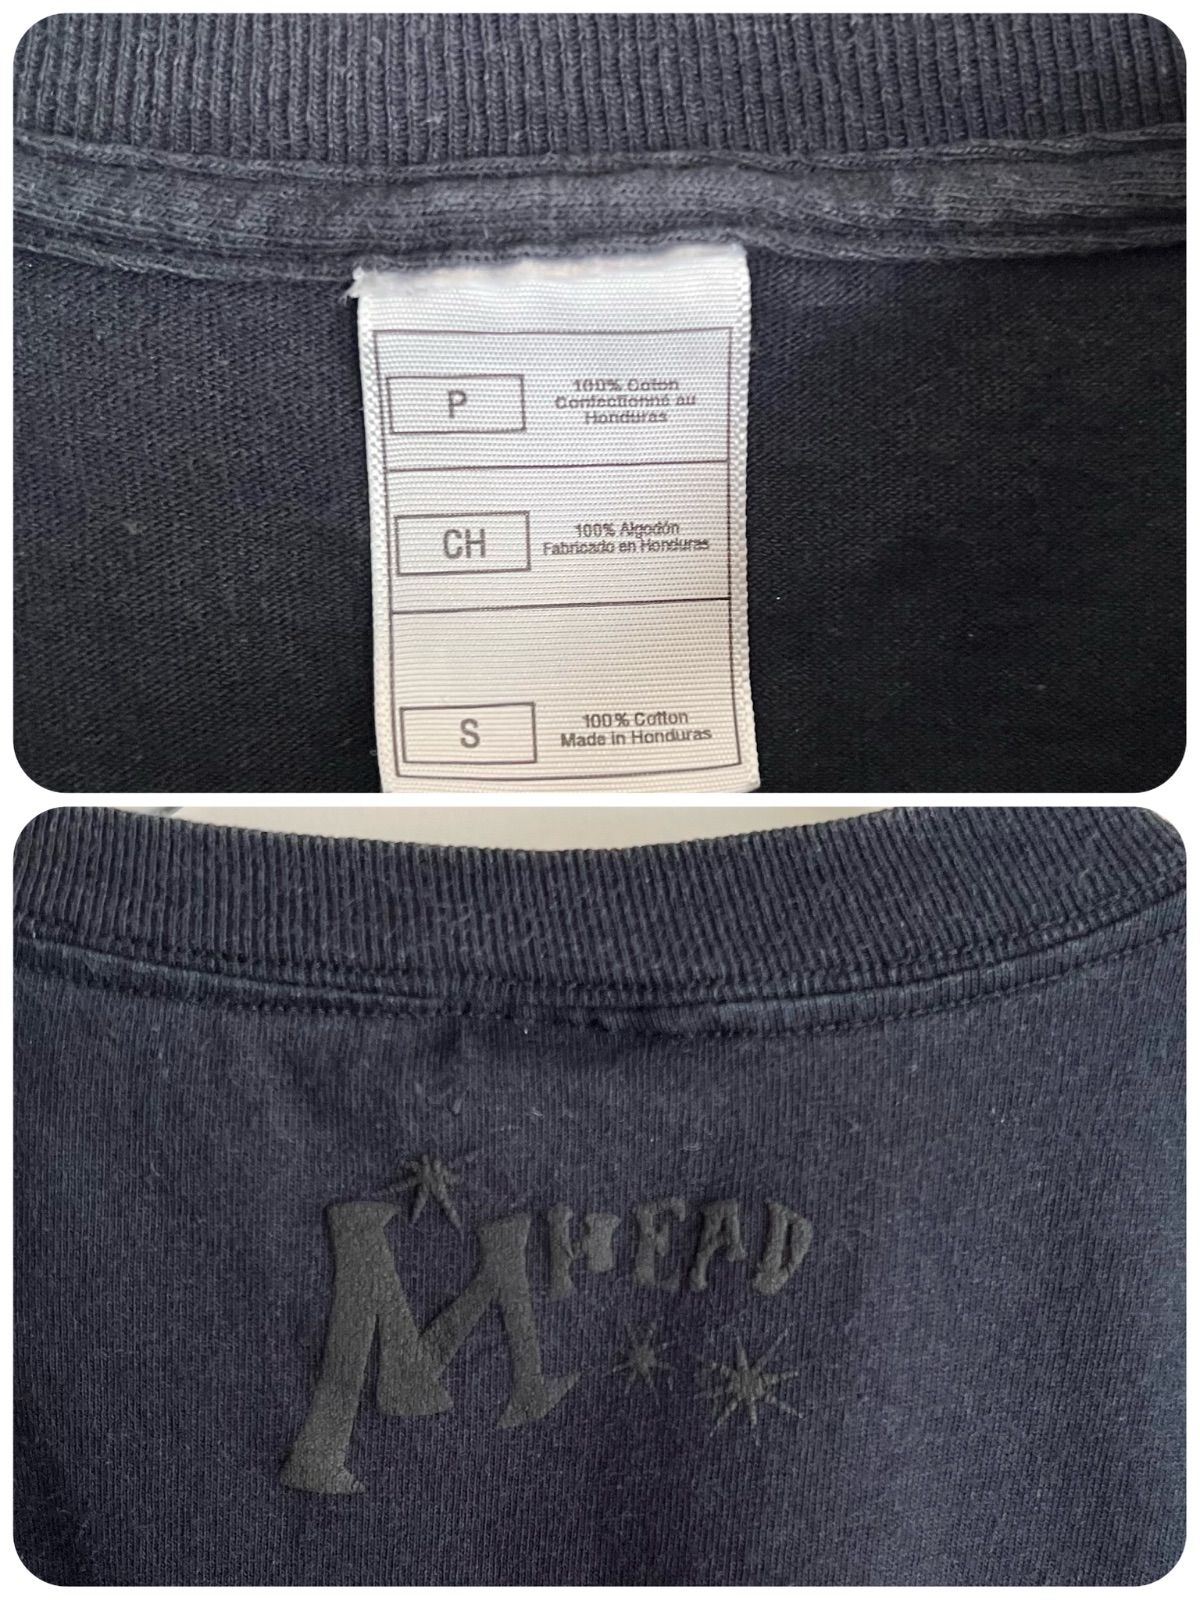 P
100% Coton
Confectionné au
Honduras
CH
100% Algodón
Fabricado en Honduras
S
100% Cotton
Made in Honduras
MHEAD